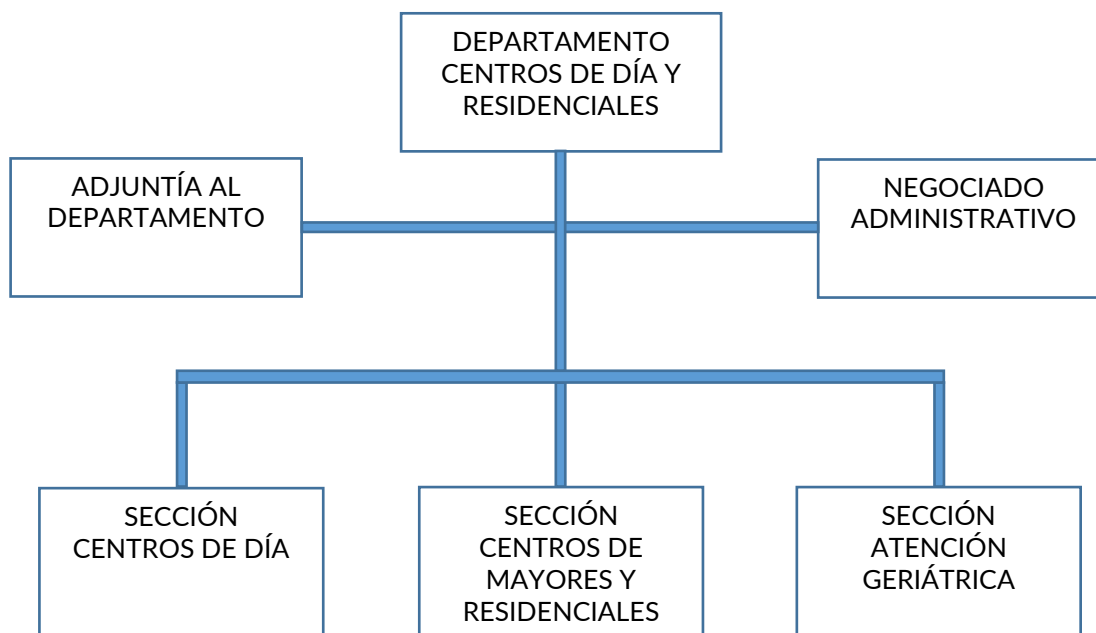 DEPARTAMENTO
CENTROS DE DÍA Y
RESIDENCIALES
ADJUNTÍA AL
DEPARTAMENTO
NEGOCIADO
ADMINISTRATIVO
SECCIÓN
CENTROS DE DÍA
SECCIÓN
CENTROS DE
MAYORES Y
RESIDENCIALES
SECCIÓN
ATENCIÓN
GERIÁTRICA